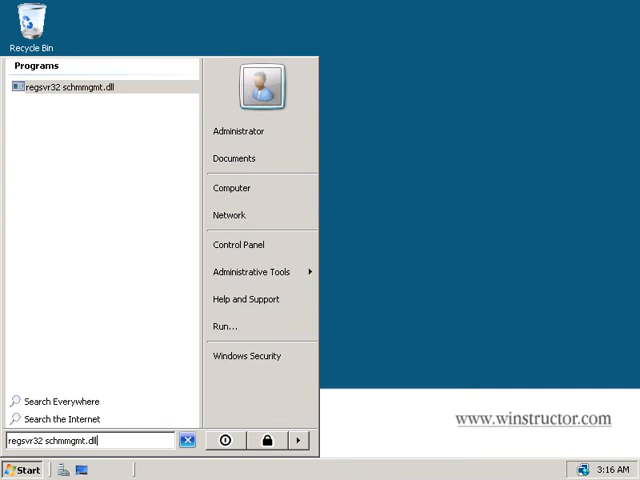 Recycle Bin
Programs
regsvr32 schmmgmt.dll
Administrator
Documents
Computer
Network
Control Panel
Administrative Tools
Help and Support
Run...
Windows Security
Search Everywhere
Search the Internet
regsvr32 schmmgmt.dll
www.winstructor.com
Start
3:16 AM